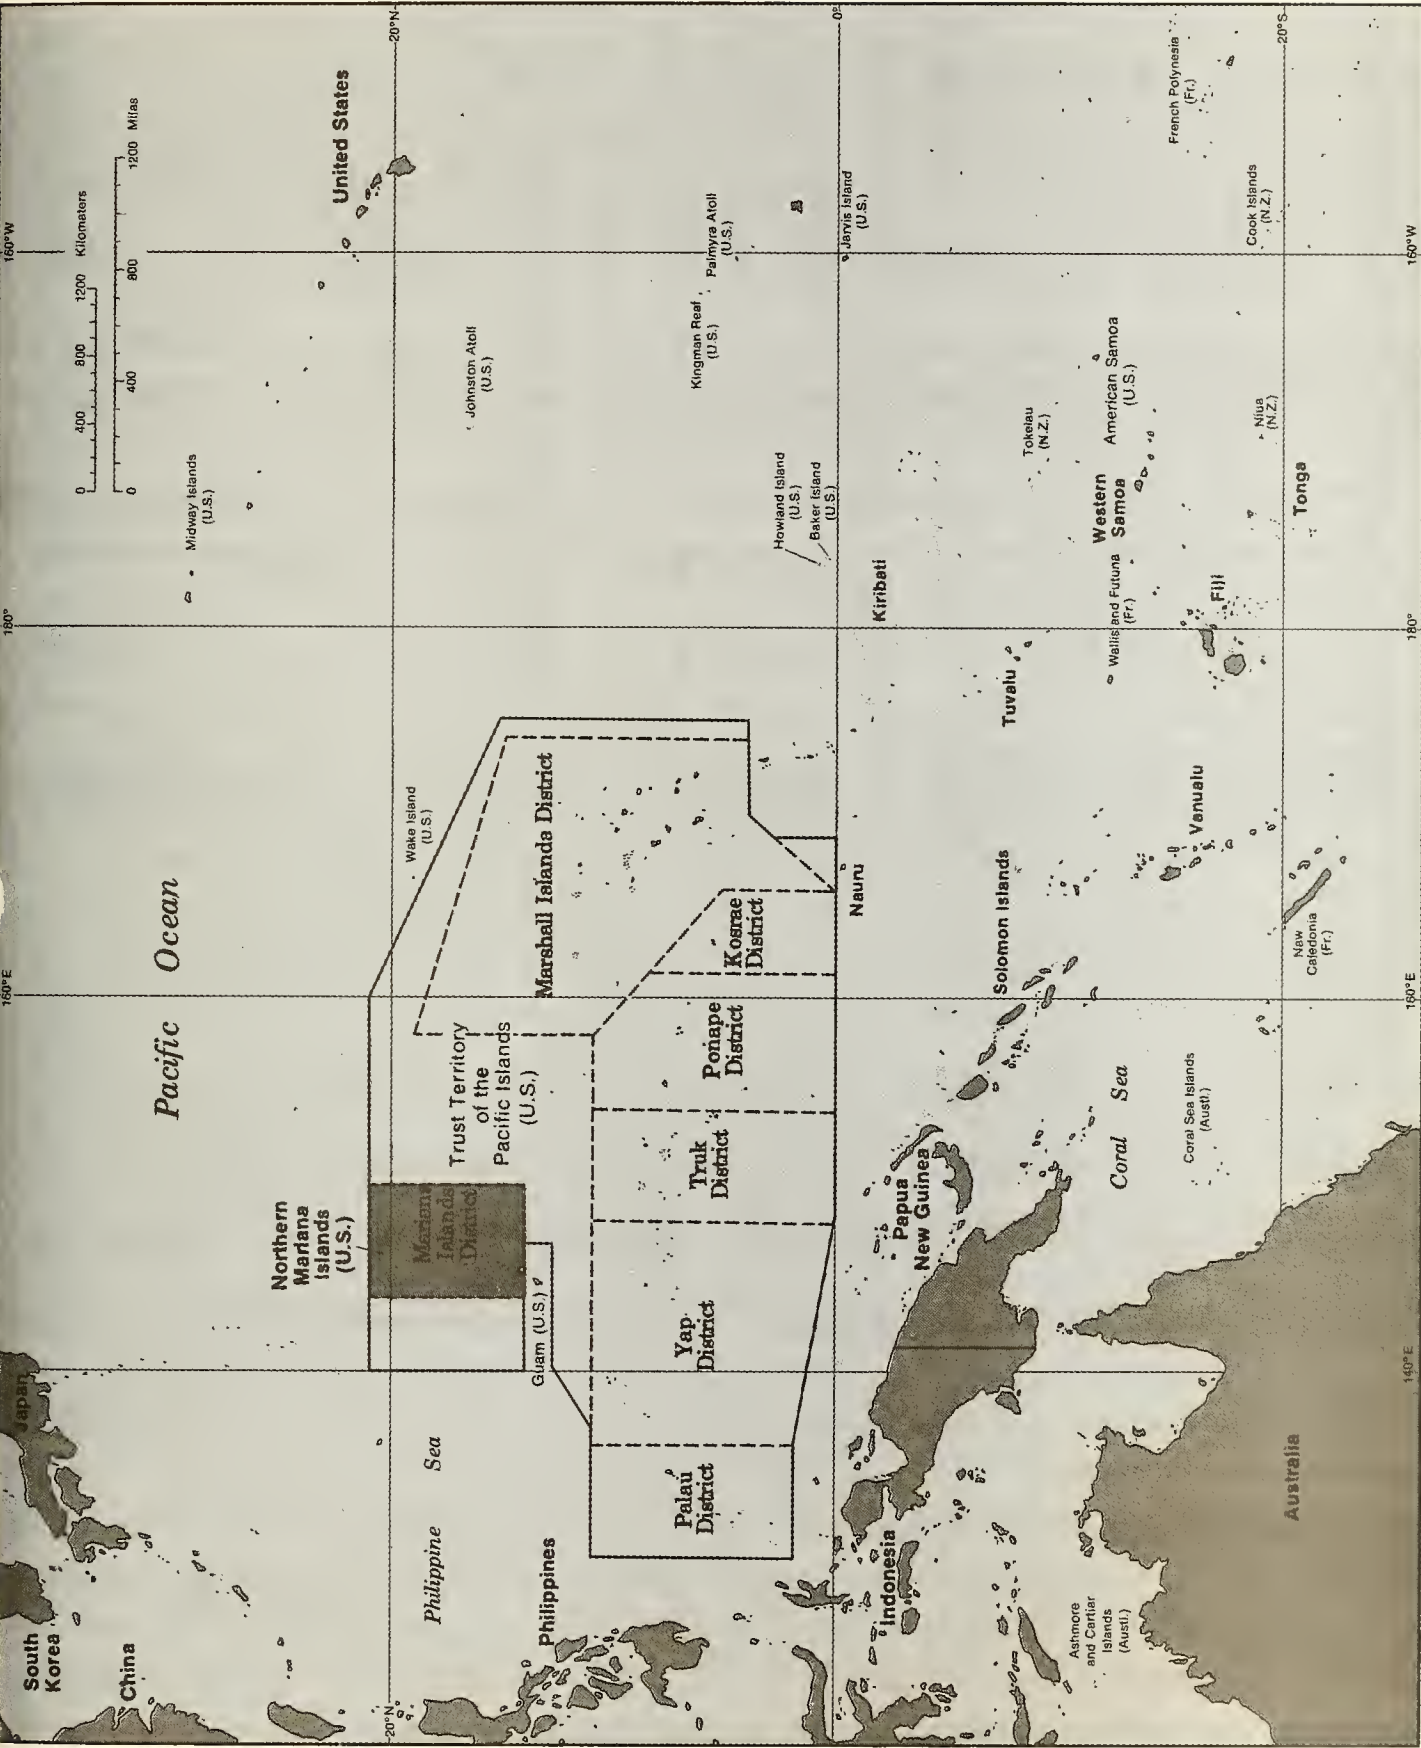 South
Korea
Japan
140°E
160°E
180°
160°W
China
0 400 800 1200 Kilometers
0 400 800 1200 Miles
Pacific Ocean
Midway Islands
(U.S.)
Northern
Mariana
Islands
(U.S.)
United States
20°N
20°N
Wake Island
(U.S.)
Mariana
Islands
District
Philippine Sea
Trust Territory
of the
Pacific Islands
(U.S.)
Johnston Atoll
(U.S.)
Guam (U.S.)
Marshall Islands District
Philippines
Palau
District
Yap
District
Truk
District
Ponape
District
Kosrae
District
Kingman Reef
(U.S.)
Palmyra Atoll
(U.S.)
Howland Island
(U.S.)
Baker Island
(U.S.)
0°
Jarvis Island
(U.S.)
Nauru
Kiribati
Indonesia
Papua
New Guinea
Solomon Islands
Tuvalu
Tokelau
(N.Z.)
Ashmore
and Cartier
Islands
(Austl.)
Coral Sea
Wallis and Futuna
(Fr.)
Western
Samoa
American Samoa
(U.S.)
French Polynesia
(Fr.)
Coral Sea Islands
(Austl.)
Vanuatu
Fiji
Cook Islands
(N.Z.)
Niue
(N.Z.)
New
Caledonia
(Fr.)
Australia
Tonga
20°S
140°E
160°E
180°
160°W